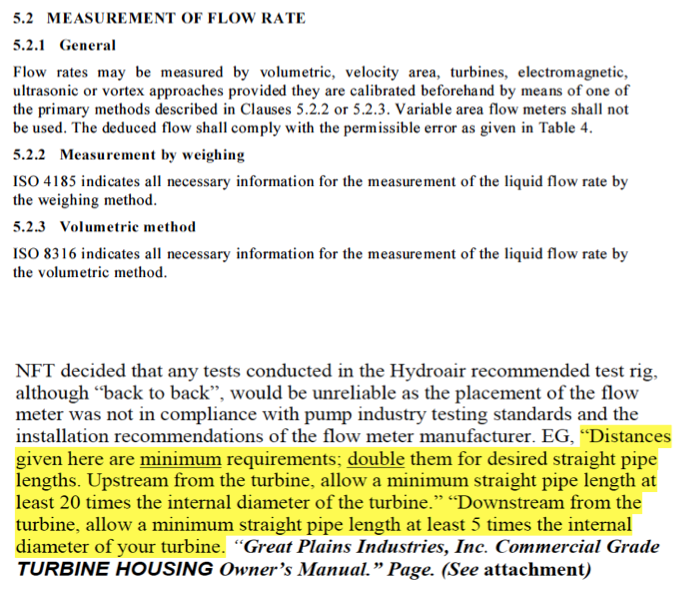 5.2 MEASUREMENT OF FLOW RATE
5.2.1 General
Flow rates may be measured by volumetric, velocity area, turbines, electromagnetic,
ultrasonic or vortex approaches provided they are calibrated beforehand by means of one of
the primary methods described in Clauses 5.2.2 or 5.2.3. Variable area flow meters shall not
be used. The deduced flow shall comply with the permissible error as given in Table 4.
5.2.2 Measurement by weighing
ISO 4185 indicates all necessary information for the measurement of the liquid flow rate by
the weighing method.
5.2.3 Volumetric method
ISO 8316 indicates all necessary information for the measurement of the liquid flow rate by
the volumetric method.
NFT decided that any tests conducted in the Hydroair recommended test rig,
although “back to back”, would be unreliable as the placement of the flow
meter was not in compliance with pump industry testing standards and the
installation recommendations of the flow meter manufacturer. EG, “Distances
given here are minimum requirements; double them for desired straight pipe
lengths. Upstream from the turbine, allow a minimum straight pipe length at
least 20 times the internal diameter of the turbine.” “Downstream from the
turbine, allow a minimum straight pipe length at least 5 times the internal
diameter of your turbine. “Great Plains Industries, Inc. Commercial Grade
TURBINE HOUSING Owner’s Manual.” Page. (See attachment)